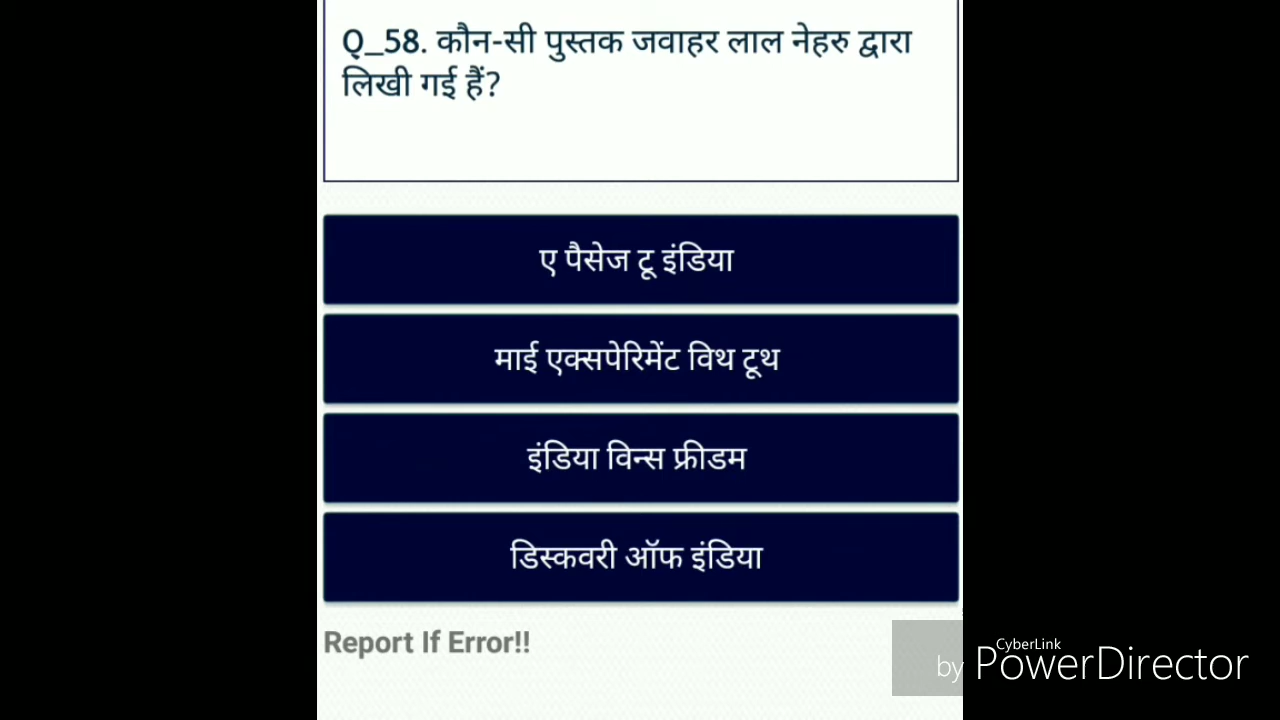 Q_58. कौन-सी पुस्तक जवाहर लाल नेहरु द्वारा
लिखी गई हैं?
ए पैसेज टू इंडिया
माई एक्सपेरिमेंट विथ टूथ
इंडिया विन्स फ्रीडम
डिस्कवरी ऑफ इंडिया
Report If Error!!
CyberLink
by PowerDirector